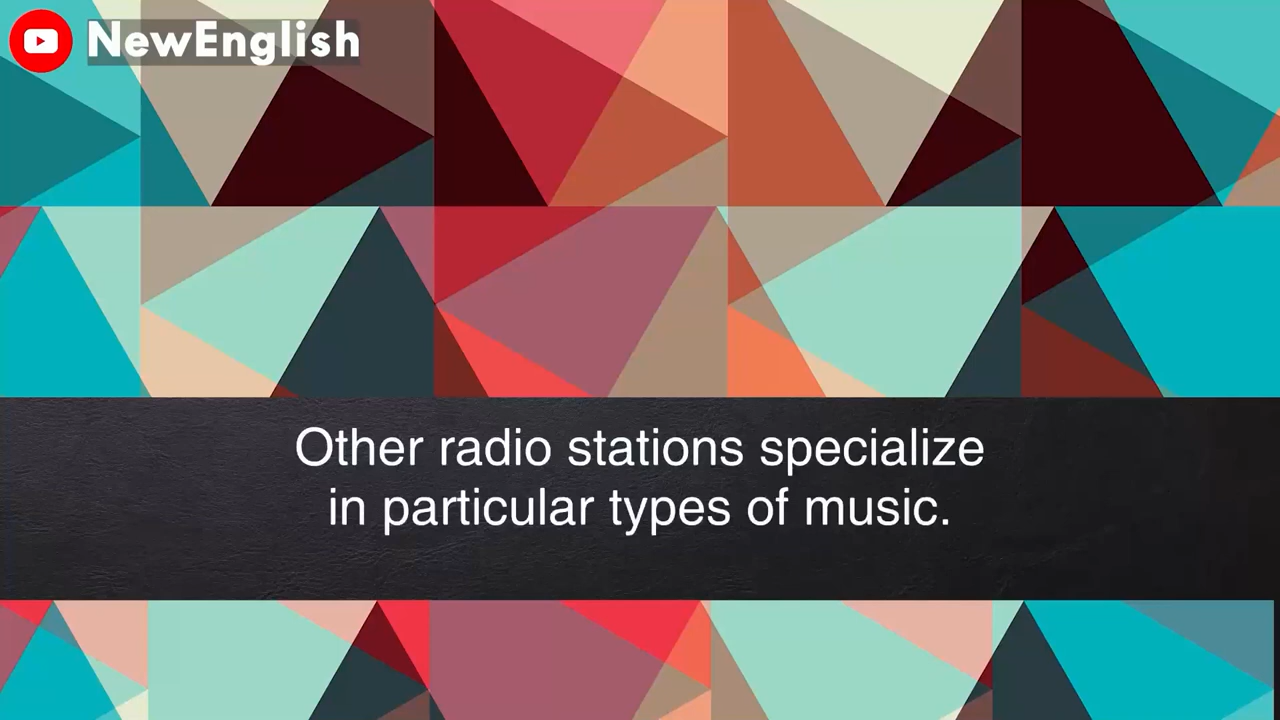 NewEnglish
Other radio stations specialize
in particular types of music.